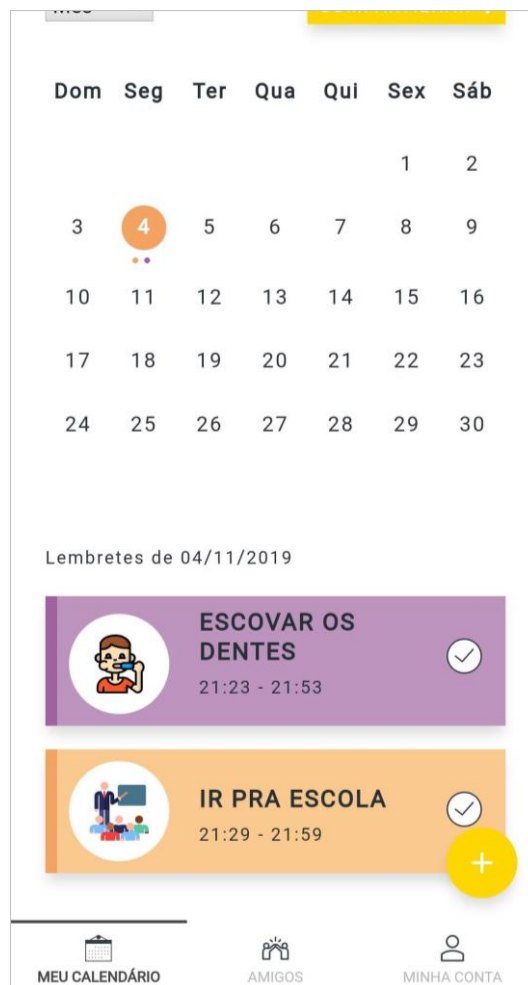 Dom Seg Ter Qua Qui Sex Sáb
1 2
3 4 5 6 7 8 9
10 11 12 13 14 15 16
17 18 19 20 21 22 23
24 25 26 27 28 29 30
Lembretes de 04/11/2019
ESCOVAR OS
DENTES
21:23 - 21:53
IR PRA ESCOLA
21:29 - 21:59
+
MEU CALENDÁRIO AMIGOS MINHA CONTA